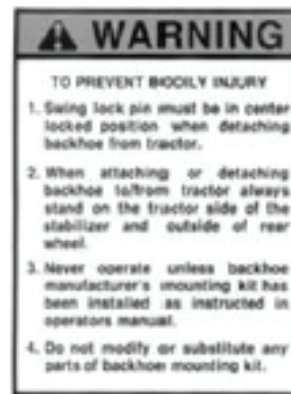 WARNING
TO PREVENT BODILY INJURY
1. Swing lock pin must be in center
locked position when detaching
backhoe from tractor.
2. When attaching or detaching
backhoe to/from tractor always
stand on the tractor side of the
stabilizer and outside of rear
wheel.
3. Never operate unless backhoe
manufacturer's mounting kit has
been installed as instructed in
operators manual.
4. Do not modify or substitute any
parts of backhoe mounting kit.